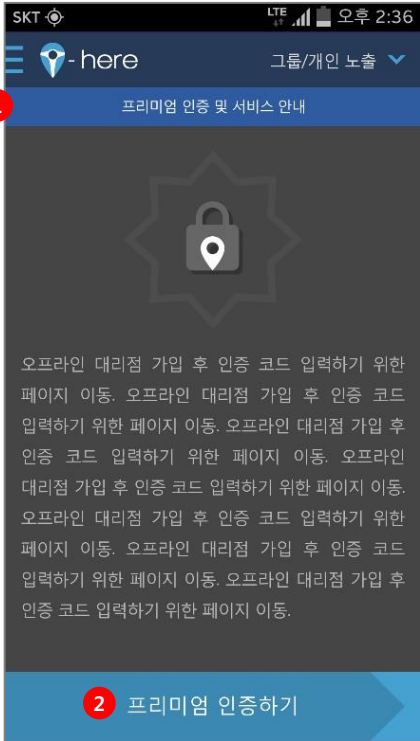 SKT LTE 오후 2:36
- here 그룹/개인 노출
프리미엄 인증 및 서비스 안내
오프라인 대리점 가입 후 인증 코드 입력하기 위한
페이지 이동. 오프라인 대리점 가입 후 인증 코드
입력하기 위한 페이지 이동. 오프라인 대리점 가입 후
인증 코드 입력하기 위한 페이지 이동. 오프라인
대리점 가입 후 인증 코드 입력하기 위한 페이지 이동.
오프라인 대리점 가입 후 인증 코드 입력하기 위한
페이지 이동. 오프라인 대리점 가입 후 인증 코드
입력하기 위한 페이지 이동. 오프라인 대리점 가입 후
인증 코드 입력하기 위한 페이지 이동.
2 프리미엄 인증하기